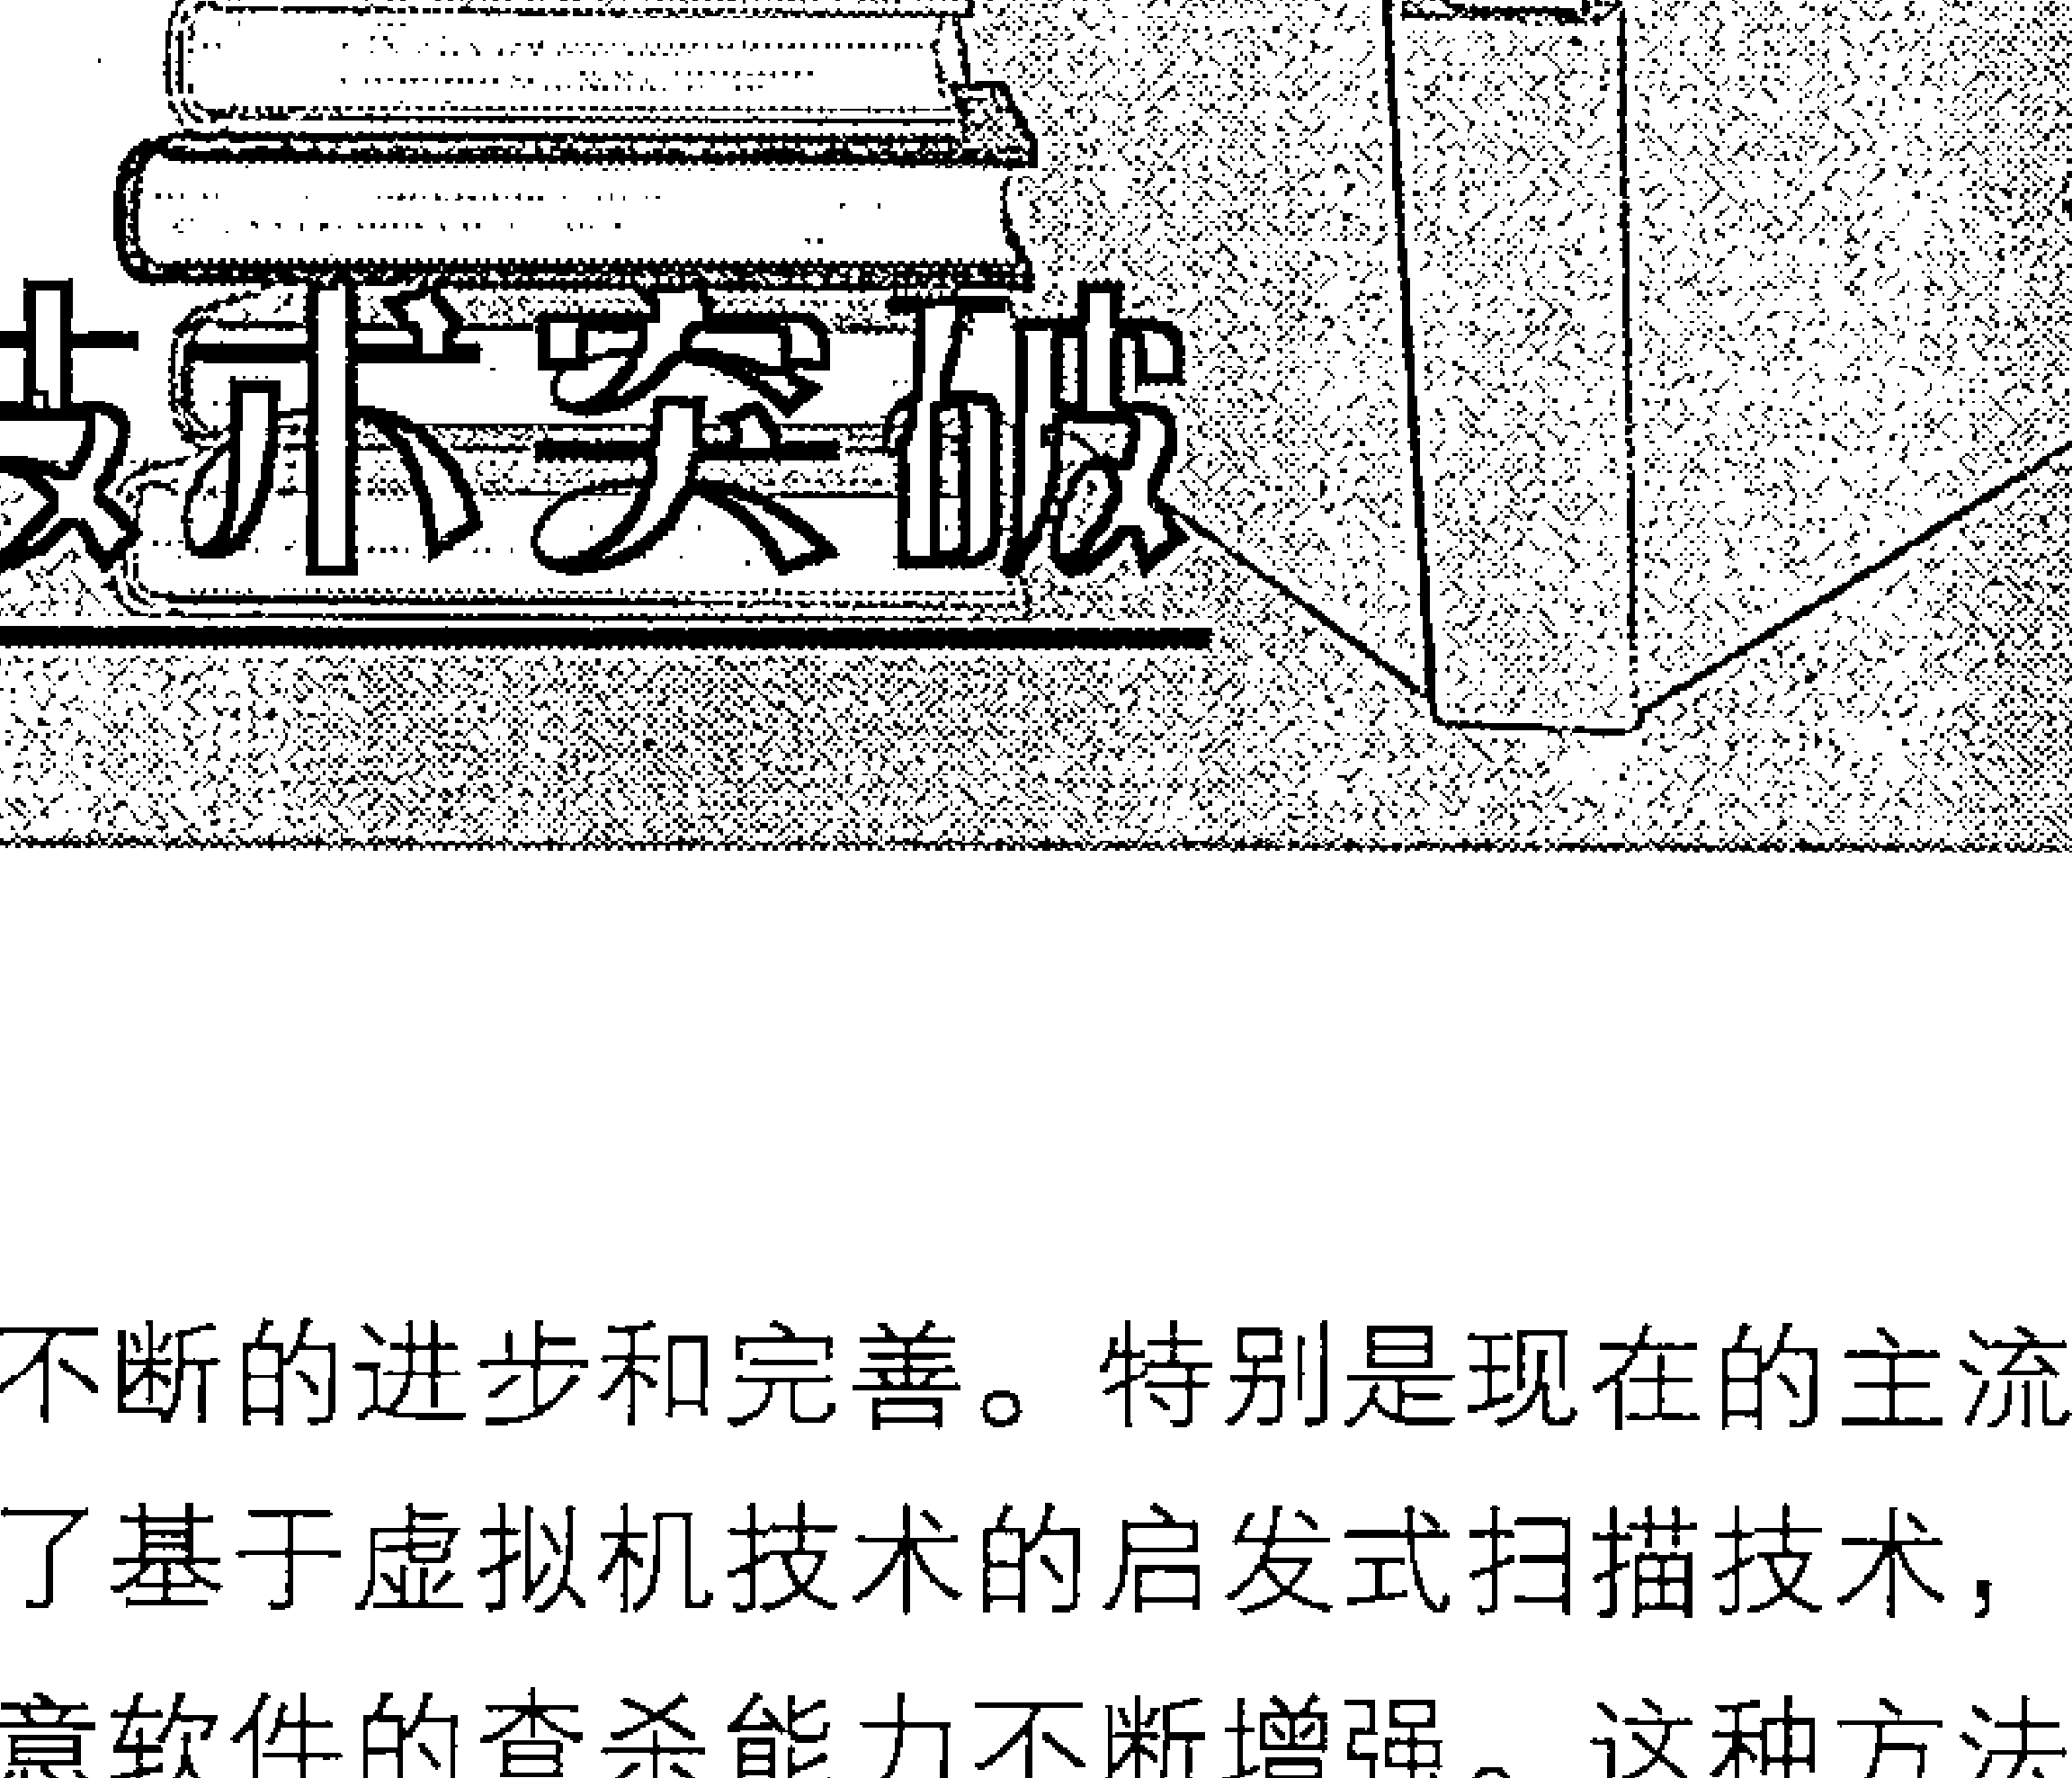 技术突破
不断的进步和完善。特别是现在的主流
了基于虚拟机技术的启发式扫描技术，
意软件的查杀能力不断增强。这种方法